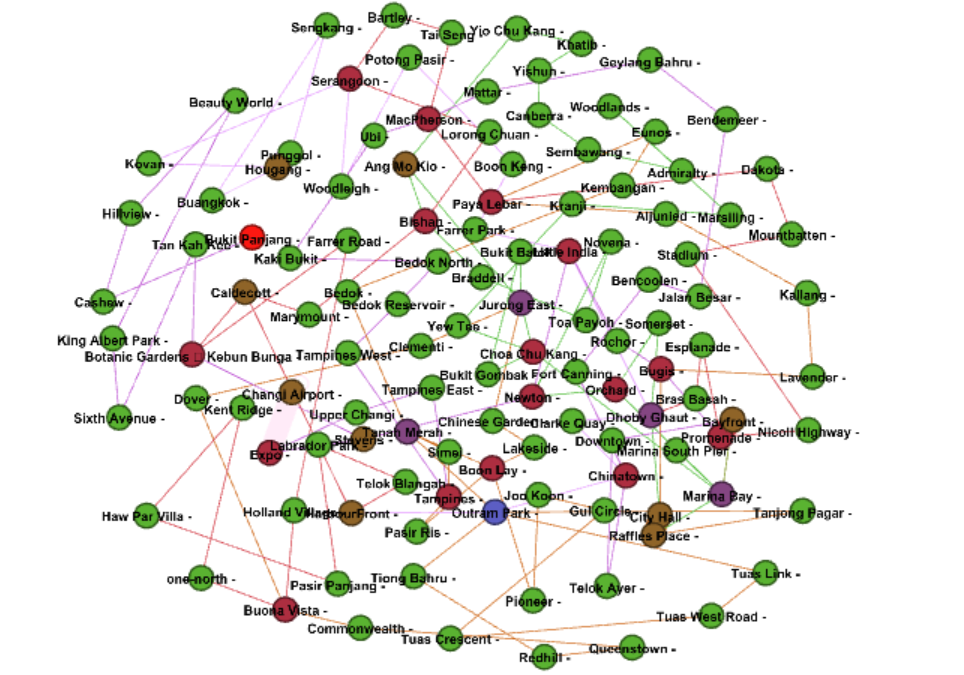 Sengkang -
Bartley -
Tai Seng -
Yio Chu Kang -
Khatib -
Potong Pasir -
Geylang Bahru -
Serangoon -
Yishun -
Mattar -
Beauty World -
Woodlands -
Canberra -
MacPherson -
Bendemeer -
Ubi -
Lorong Chuan -
Eunos -
Kovan -
Punggol -
Hougang -
Ang Mo Kio -
Boon Keng -
Sembawang -
Admiralty -
Dakota -
Woodleigh -
Kembangan -
Buangkok -
Paya Lebar -
Kranji -
Hillview -
Bishan -
Aljunied -
Marsiling -
Farrer Park -
Mountbatten -
Tan Kah Kee -
Bukit Panjang -
Farrer Road -
Novena -
Kaki Bukit -
Bukit Batok -
Little India -
Stadium -
Bedok North -
Braddell -
Bencoolen -
Caldecott -
Bedok -
Jalan Besar -
Kallang -
Cashew -
Bedok Reservoir -
Jurong East -
Marymount -
Yew Tee -
Toa Payoh -
Somerset -
King Albert Park -
Rochor -
Esplanade -
Botanic Gardens
Kebun Bunga
Tampines West -
Clementi -
Choa Chu Kang -
Bukit Gombak -
Fort Canning -
Bugis -
Lavender -
Changi Airport -
Tampines East -
Newton -
Orchard -
Dover -
Bras Basah -
Kent Ridge -
Sixth Avenue -
Upper Changi -
Chinese Garden -
Clarke Quay -
Dhoby Ghaut -
Bayfront -
Tanah Merah -
Stevens -
Labrador Park -
Downtown -
Promenade -
Nicoll Highway -
Expo -
Simei -
Lakeside -
Marina South Pier -
Boon Lay -
Chinatown -
Telok Blangah -
Tampines -
Joo Koon -
Marina Bay -
Haw Par Villa -
Holland Village -
HarbourFront -
Outram Park -
Gul Circle -
City Hall -
Tanjong Pagar -
Pasir Ris -
Raffles Place -
one-north -
Pasir Panjang -
Tiong Bahru -
Tuas Link -
Telok Ayer -
Pioneer -
Buona Vista -
Tuas West Road -
Commonwealth -
Tuas Crescent -
Redhill -
Queenstown -